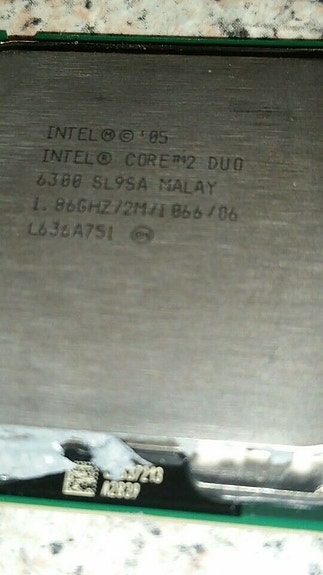 INTEL®©'05
INTEL® CORE™2 DUO
6300 SL9SA MALAY
1.86GHZ/2M/1066/06
L636A751